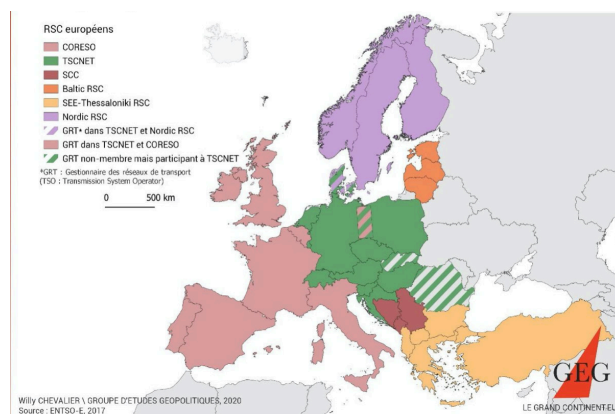 RSC européens
CORESO
TSCNET
SCC
Baltic RSC
SEE-Thessaloniki RSC
Nordic RSC
GRT* dans TSCNET et Nordic RSC
GRT dans TSCNET et CORESO
GRT non-membre mais participant à TSCNET
*GRT : Gestionnaire des réseaux de transport
(TSO : Transmission System Operator)
0 500 km
GEG
Willy CHEVALIER \ GROUPE D'ETUDES GEOPOLITIQUES, 2020
Source : ENTSO-E, 2017
LE GRAND CONTINENT.EU